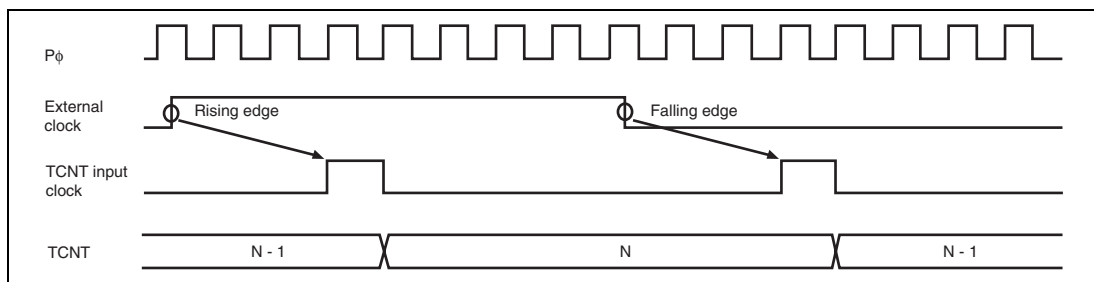 Pφ
External
clock
Rising edge
Falling edge
TCNT input
clock
TCNT
N - 1
N
N - 1